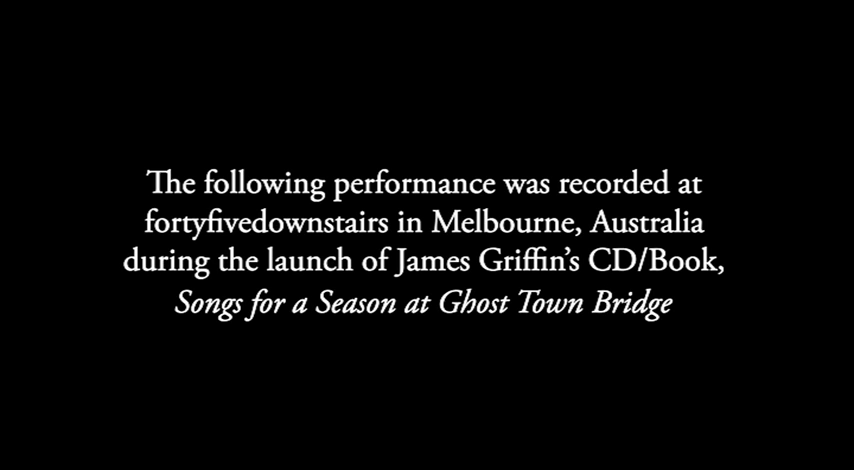 The following performance was recorded at
fortyfivedownstairs in Melbourne, Australia
during the launch of James Griffin’s CD/Book,
Songs for a Season at Ghost Town Bridge